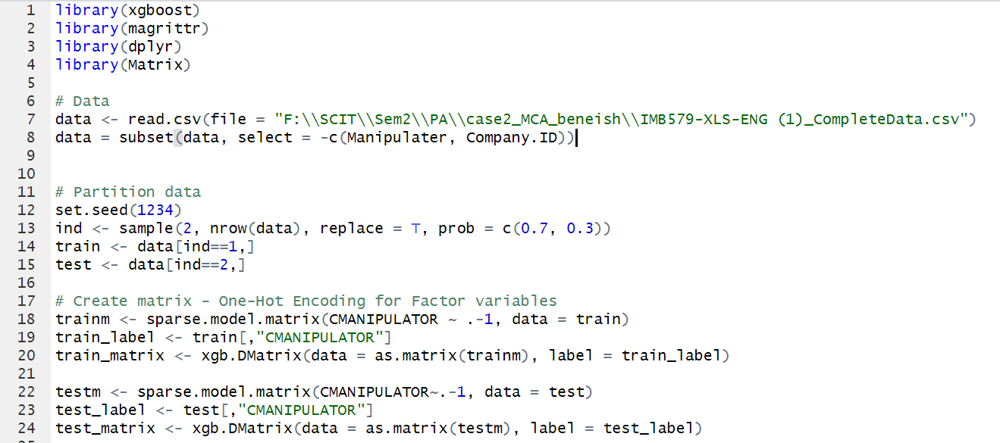 1 library(xgboost)
2 library(magrittr)
3 library(dplyr)
4 library(Matrix)
5
6 # Data
7 data <- read.csv(file = "F:\\SCIT\\Sem2\\PA\\case2_MCA_beneish\\IMB579-XLS-ENG (1)_CompleteData.csv")
8 data = subset(data, select = -c(Manipulater, Company.ID))
9
10
11 # Partition data
12 set.seed(1234)
13 ind <- sample(2, nrow(data), replace = T, prob = c(0.7, 0.3))
14 train <- data[ind==1,]
15 test <- data[ind==2,]
16
17 # Create matrix - One-Hot Encoding for Factor variables
18 trainm <- sparse.model.matrix(CMANIPULATOR ~ .-1, data = train)
19 train_label <- train[,"CMANIPULATOR"]
20 train_matrix <- xgb.DMatrix(data = as.matrix(trainm), label = train_label)
21
22 testm <- sparse.model.matrix(CMANIPULATOR~.-1, data = test)
23 test_label <- test[,"CMANIPULATOR"]
24 test_matrix <- xgb.DMatrix(data = as.matrix(testm), label = test_label)